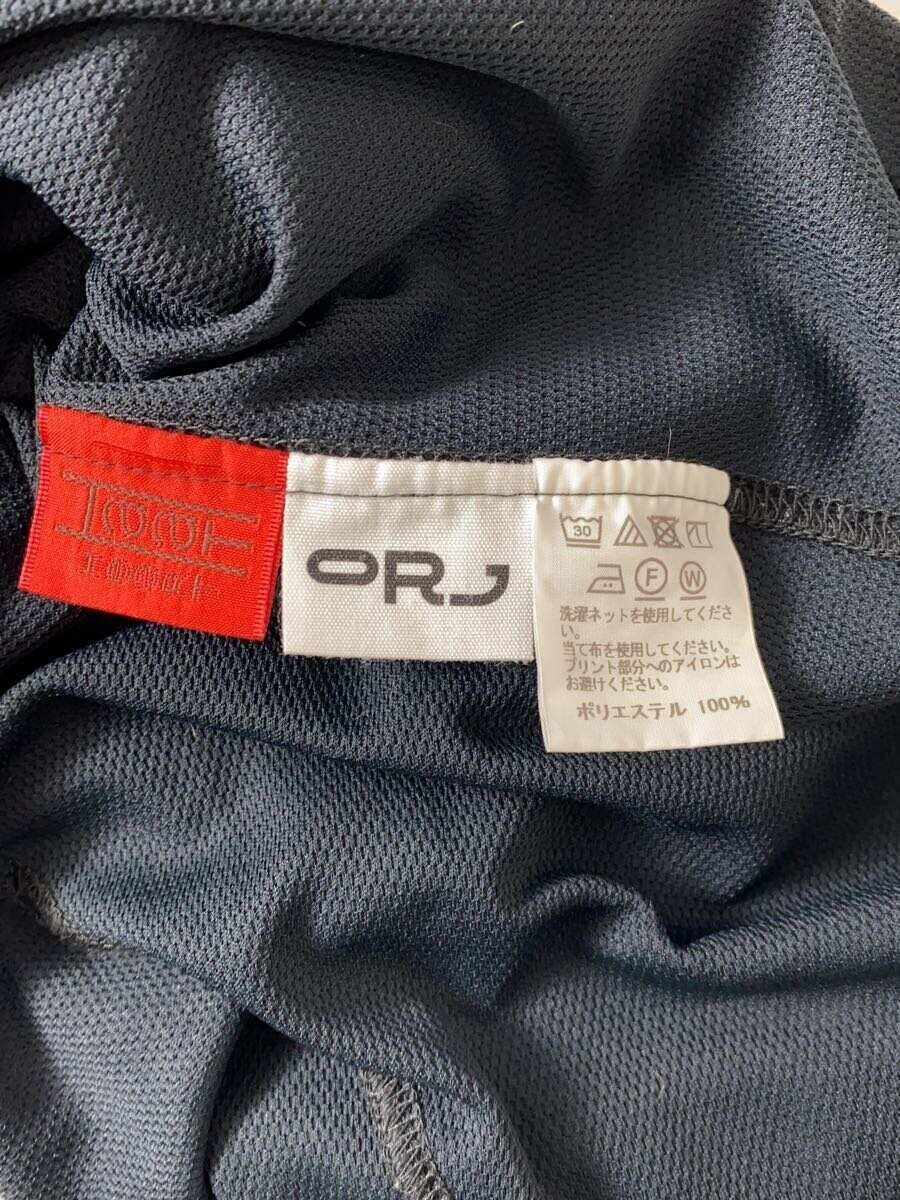 ORJ
30
F W
洗濯ネットを使用してくださ
い。
当て布を使用してください。
プリント部分へのアイロンは
お避けください。
ポリエステル 100%